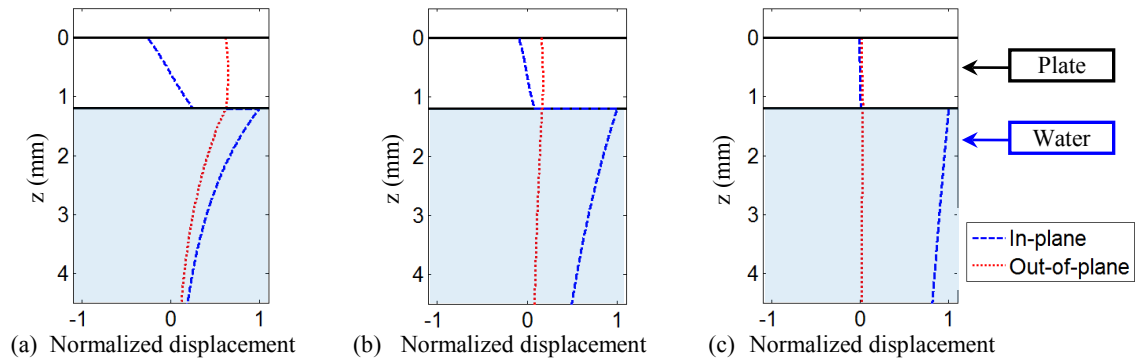 0
1
2
3
4
z (mm)
-1 0 1
(a) Normalized displacement
0
1
2
3
4
z (mm)
-1 0 1
(b) Normalized displacement
0
1
2
3
4
z (mm)
-1 0 1
(c) Normalized displacement
Plate
Water
In-plane
Out-of-plane